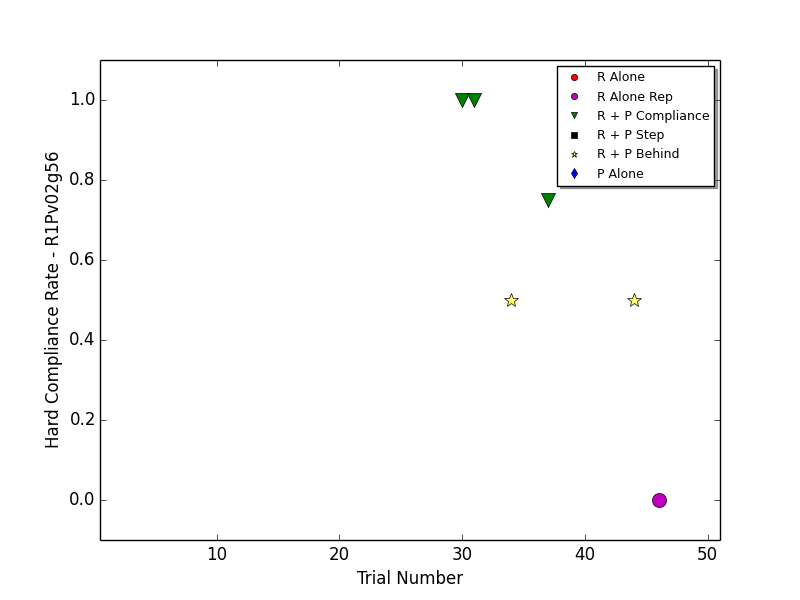 R Alone
R Alone Rep
R + P Compliance
R + P Step
R + P Behind
P Alone
1.0
0.8
0.6
0.4
0.2
0.0
Hard Compliance Rate - R1Pv02g56
10 20 30 40 50
Trial Number